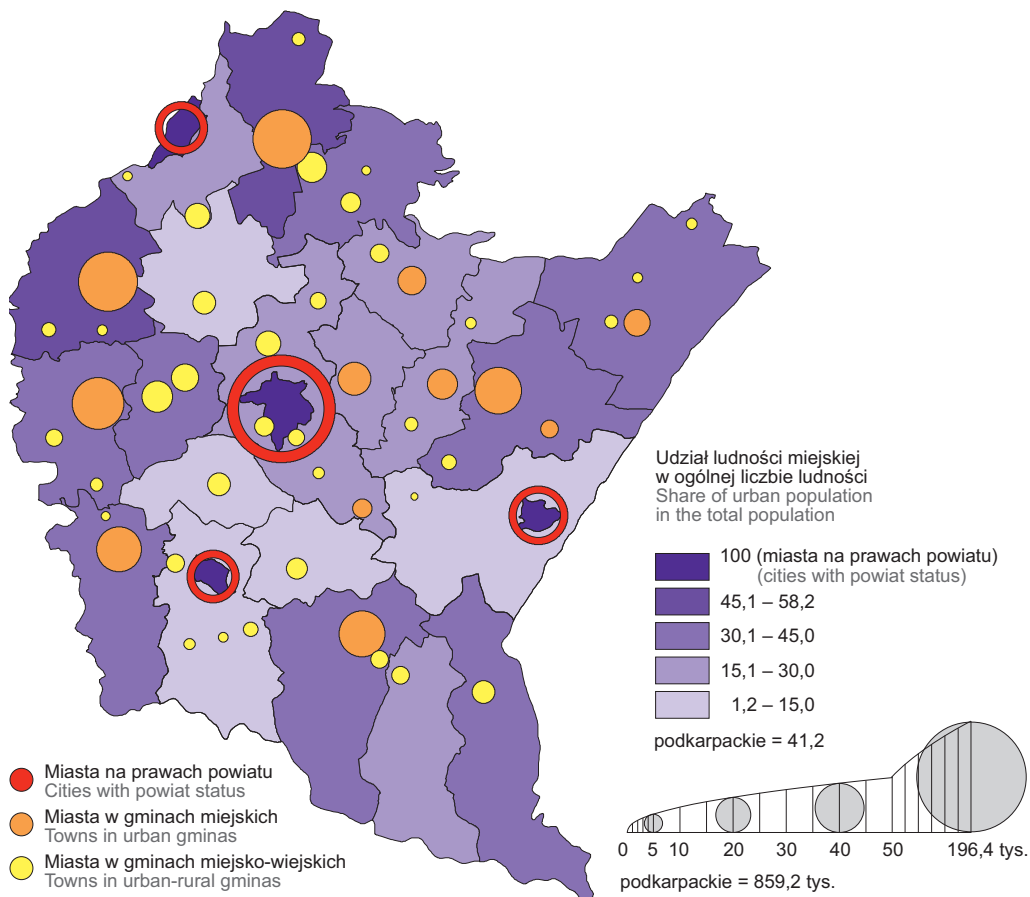 Udział ludności miejskiej
w ogólnej liczbie ludności
Share of urban population
in the total population
100 (miasta na prawach powiatu)
(cities with powiat status)
45,1 – 58,2
30,1 – 45,0
15,1 – 30,0
1,2 – 15,0
podkarpackie = 41,2
Miasta na prawach powiatu
Cities with powiat status
Miasta w gminach miejskich
Towns in urban gminas
Miasta w gminach miejsko-wiejskich
Towns in urban-rural gminas
0 5 10 20 30 40 50 196,4 tys.
podkarpackie = 859,2 tys.